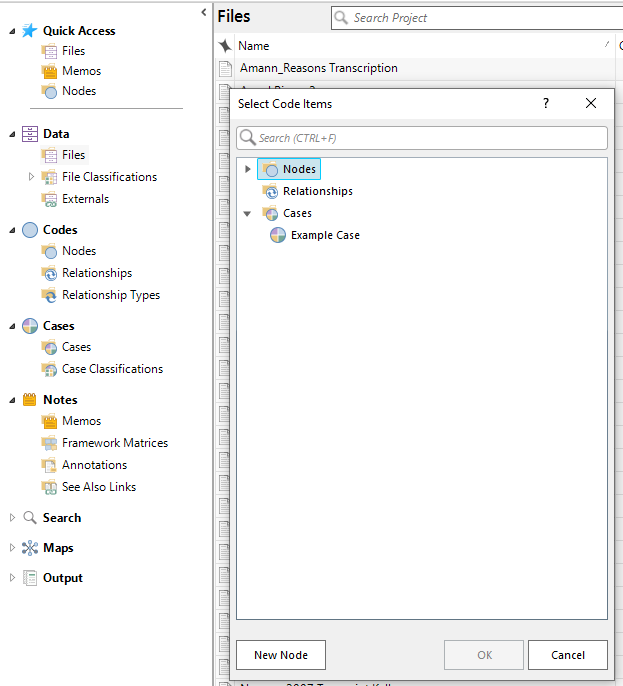 Quick Access
Files
Memos
Nodes
Data
Files
File Classifications
Externals
Codes
Nodes
Relationships
Relationship Types
Cases
Cases
Case Classifications
Notes
Memos
Framework Matrices
Annotations
See Also Links
Search
Maps
Output
Files
Search Project
Name
Amann_Reasons Transcription
Select Code Items
?
Search (CTRL+F)
Nodes
Relationships
Cases
Example Case
New Node
OK
Cancel